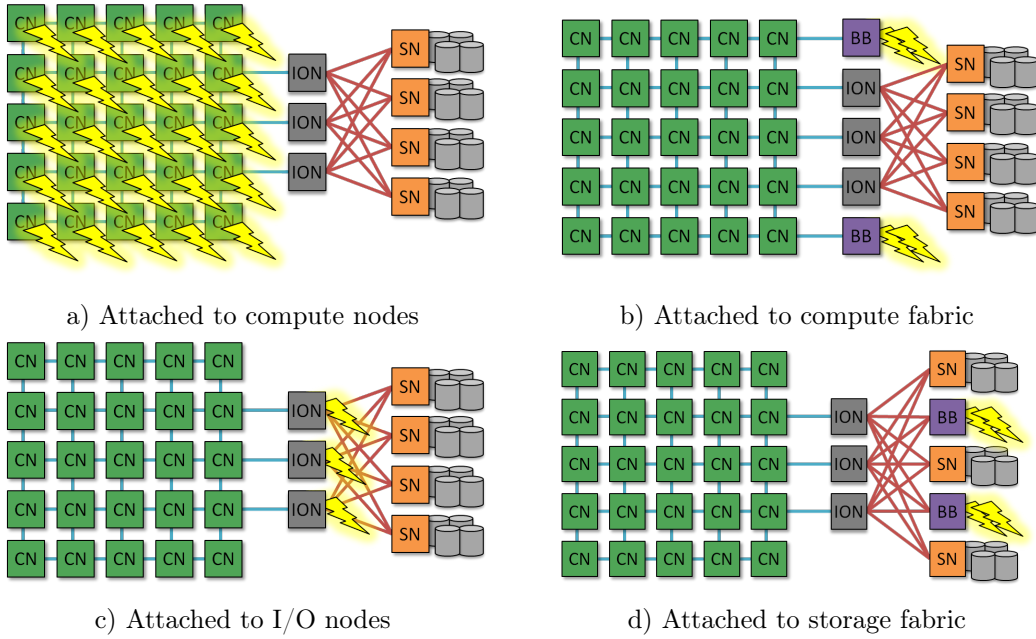 CN CN CN CN CN
SN
CN CN CN CN CN ION
SN
CN CN CN CN CN ION
SN
CN CN CN CN CN ION
SN
CN CN CN CN CN
a) Attached to compute nodes
CN CN CN CN CN BB
SN
CN CN CN CN CN ION
SN
CN CN CN CN CN ION
SN
CN CN CN CN CN ION
SN
CN CN CN CN CN BB
b) Attached to compute fabric
CN CN CN CN CN
SN
CN CN CN CN CN ION
SN
CN CN CN CN CN ION
SN
CN CN CN CN CN ION
SN
CN CN CN CN CN
c) Attached to I/O nodes
CN CN CN CN CN SN
CN CN CN CN CN ION BB
CN CN CN CN CN ION SN
CN CN CN CN CN ION BB
CN CN CN CN CN SN
d) Attached to storage fabric